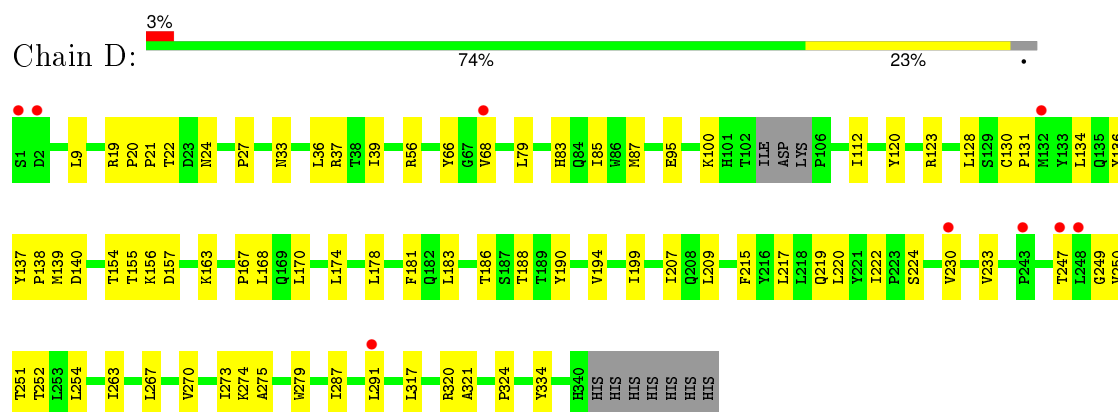 3%
Chain D:
74% 23%
S1 D2 L9 R19 P20 P21 T22 D23 N24 P27 N33 L36 R37 T38 I39 R56 Y66 G67 V68 L79 H83 Q84 I85 W86 M87 E95 K100 H101 T102 ILE ASP LYS P106 I112 Y120 R123 L128 S129 C130 P131 M132 Y133 L134 Q135 Y136
Y137 P138 M139 D140 T154 T155 K156 D157 K163 P167 L168 Q169 L170 L174 L178 F181 Q182 L183 T186 S187 T188 T189 Y190 V194 I199 I207 Q208 L209 F215 Y216 L217 L218 Q219 L220 Y221 I222 P223 S224 V230 V233 P243 T247 L248 G249 V250
T251 T252 L253 L254 I263 L267 V270 I273 K274 A275 W279 I287 L291 L317 R320 A321 P324 Y334 H340 HIS HIS HIS HIS HIS HIS HIS